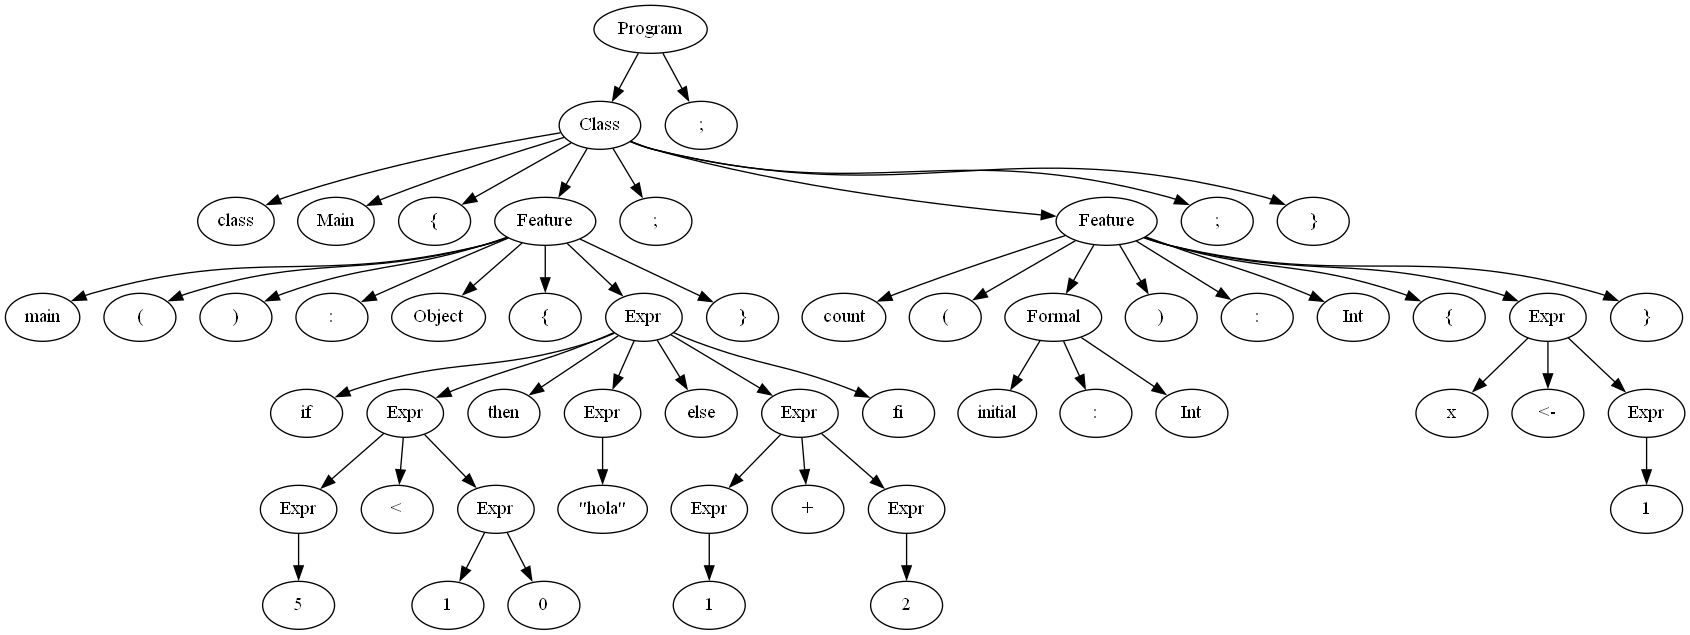 Program
Class ;
class Main { Feature ; Feature ; }
main ( ) : Object { Expr } count ( Formal ) : Int { Expr }
if Expr then Expr else Expr fi initial : Int x <- Expr
Expr < Expr "hola" Expr + Expr 1
5 1 0 1 2